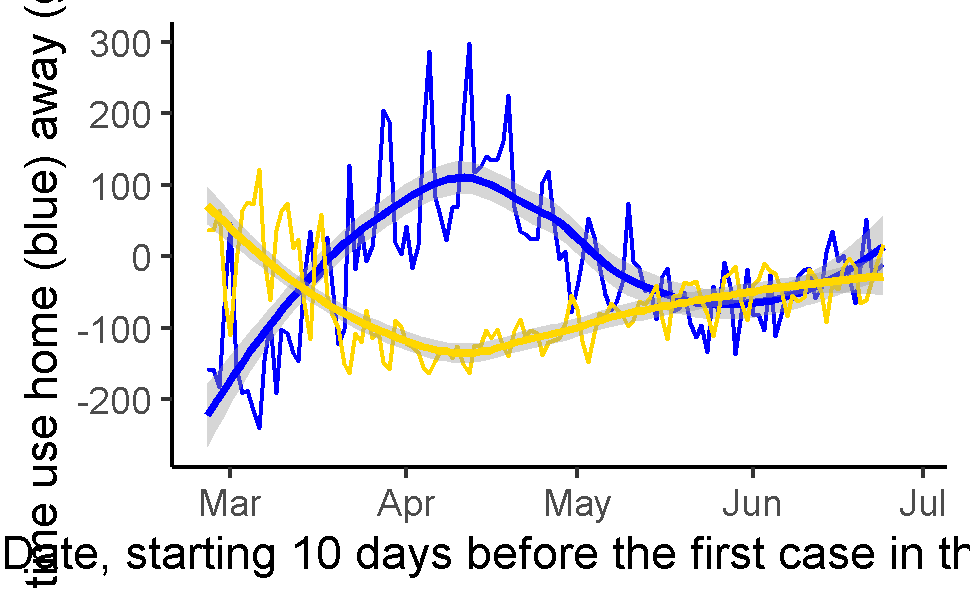 time use home (blue) away (
300
200
100
0
-100
-200
Mar Apr May Jun Jul
Date, starting 10 days before the first case in th